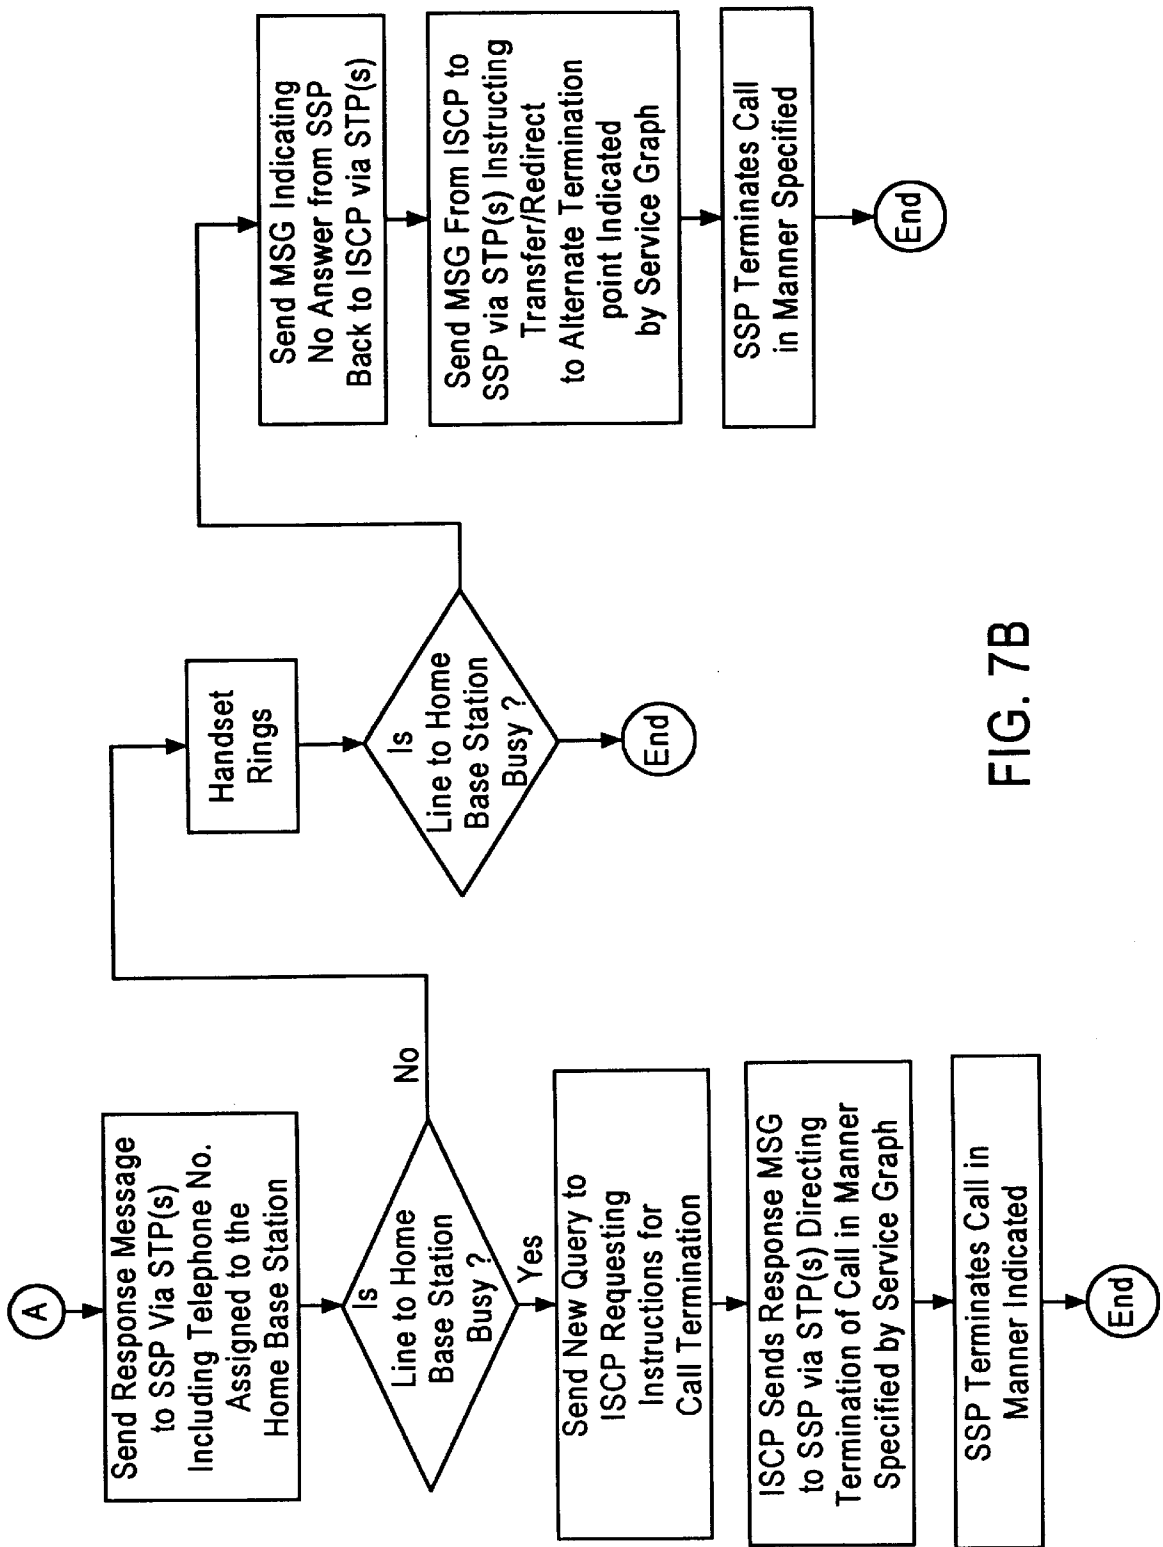 A
Send Response Message
to SSP Via STP(s)
Including Telephone No.
Assigned to the
Home Base Station
Is
Line to Home
Base Station
Busy ?
No
Yes
Send New Query to
ISCP Requesting
Instructions for
Call Termination
ISCP Sends Response MSG
to SSP via STP(s) Directing
Termination of Call in Manner
Specified by Service Graph
SSP Terminates Call in
Manner Indicated
End
Handset
Rings
Is
Line to Home
Base Station
Busy ?
End
Send MSG Indicating
No Answer from SSP
Back to ISCP via STP(s)
Send MSG From ISCP to
SSP via STP(s) Instructing
Transfer/Redirect
to Alternate Termination
point Indicated
by Service Graph
SSP Terminates Call
in Manner Specified
End
FIG. 7B